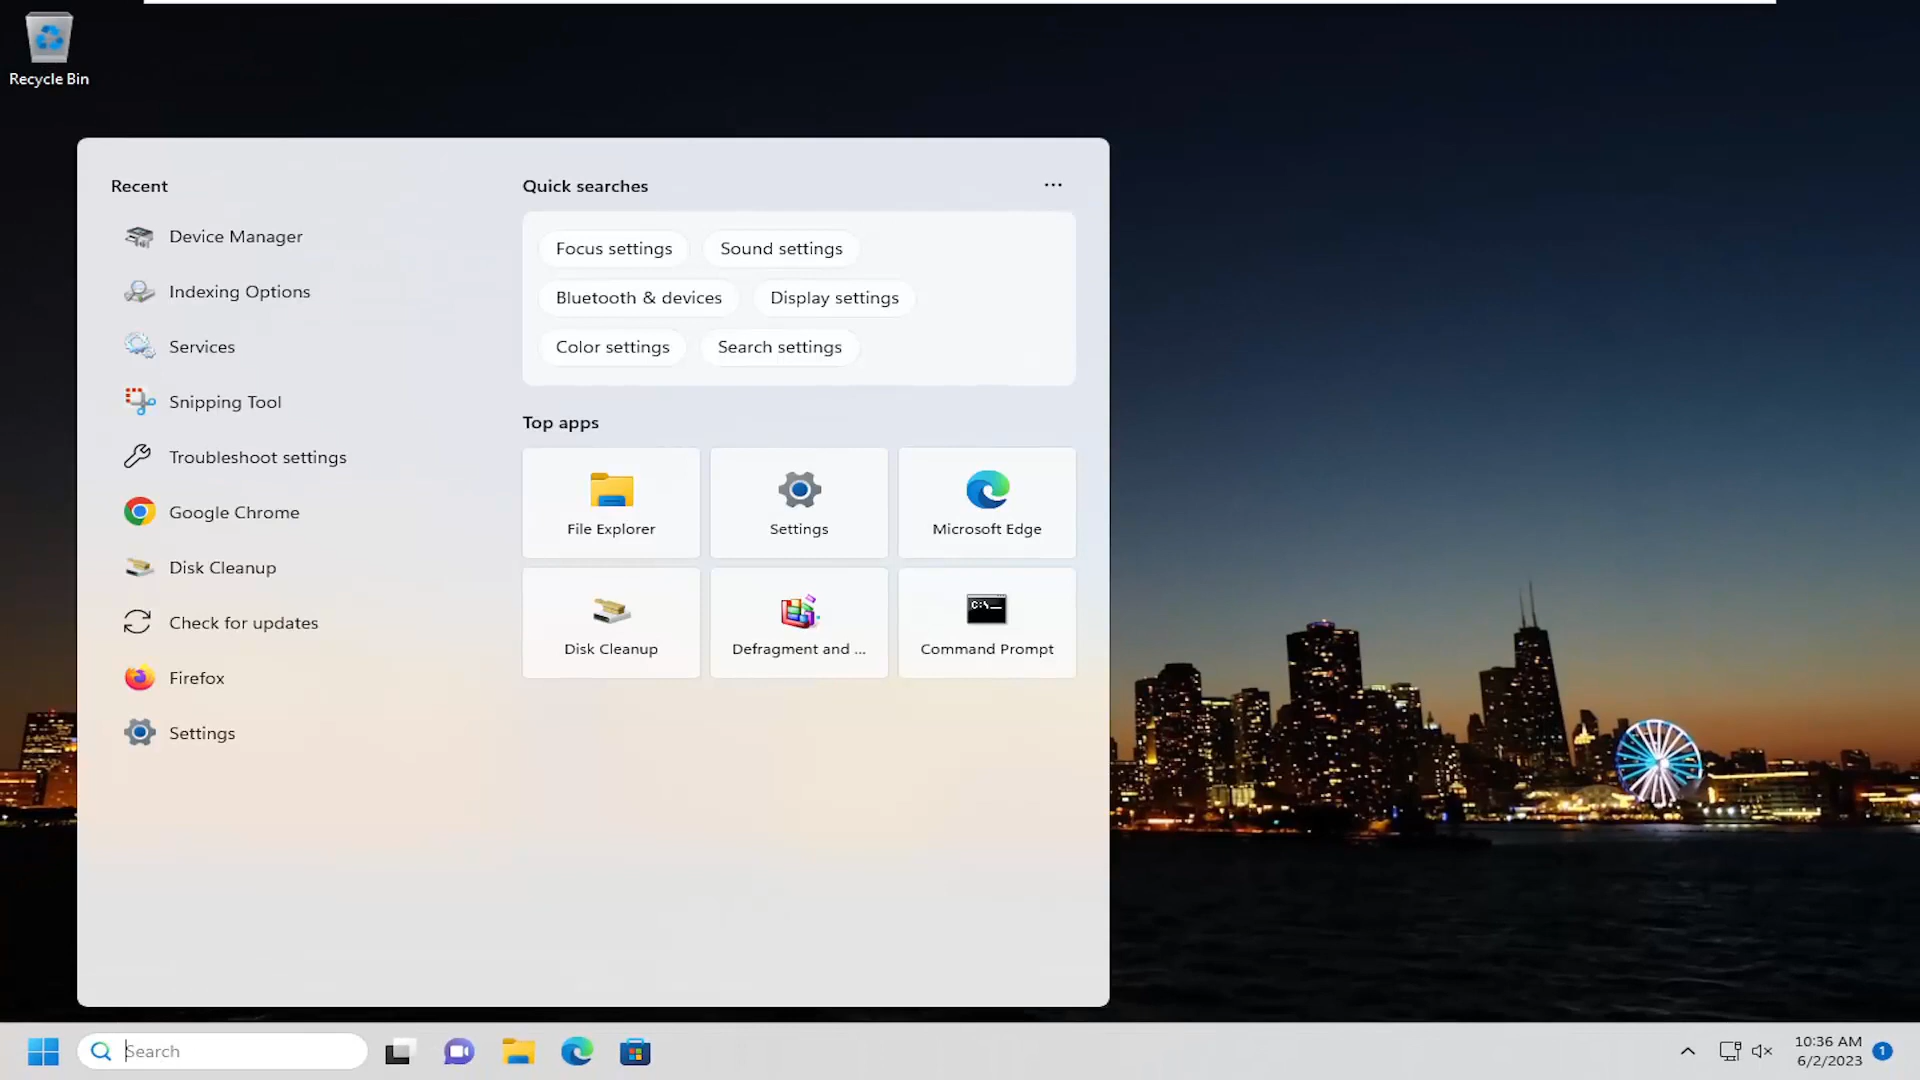 Recycle Bin
Recent
Device Manager
Indexing Options
Services
Snipping Tool
Troubleshoot settings
Google Chrome
Disk Cleanup
Check for updates
Firefox
Settings
Quick searches
Focus settings
Sound settings
Bluetooth & devices
Display settings
Color settings
Search settings
Top apps
File Explorer
Settings
Microsoft Edge
Disk Cleanup
Defragment and ...
C:\_
Command Prompt
Search
10:36 AM
6/2/2023
1